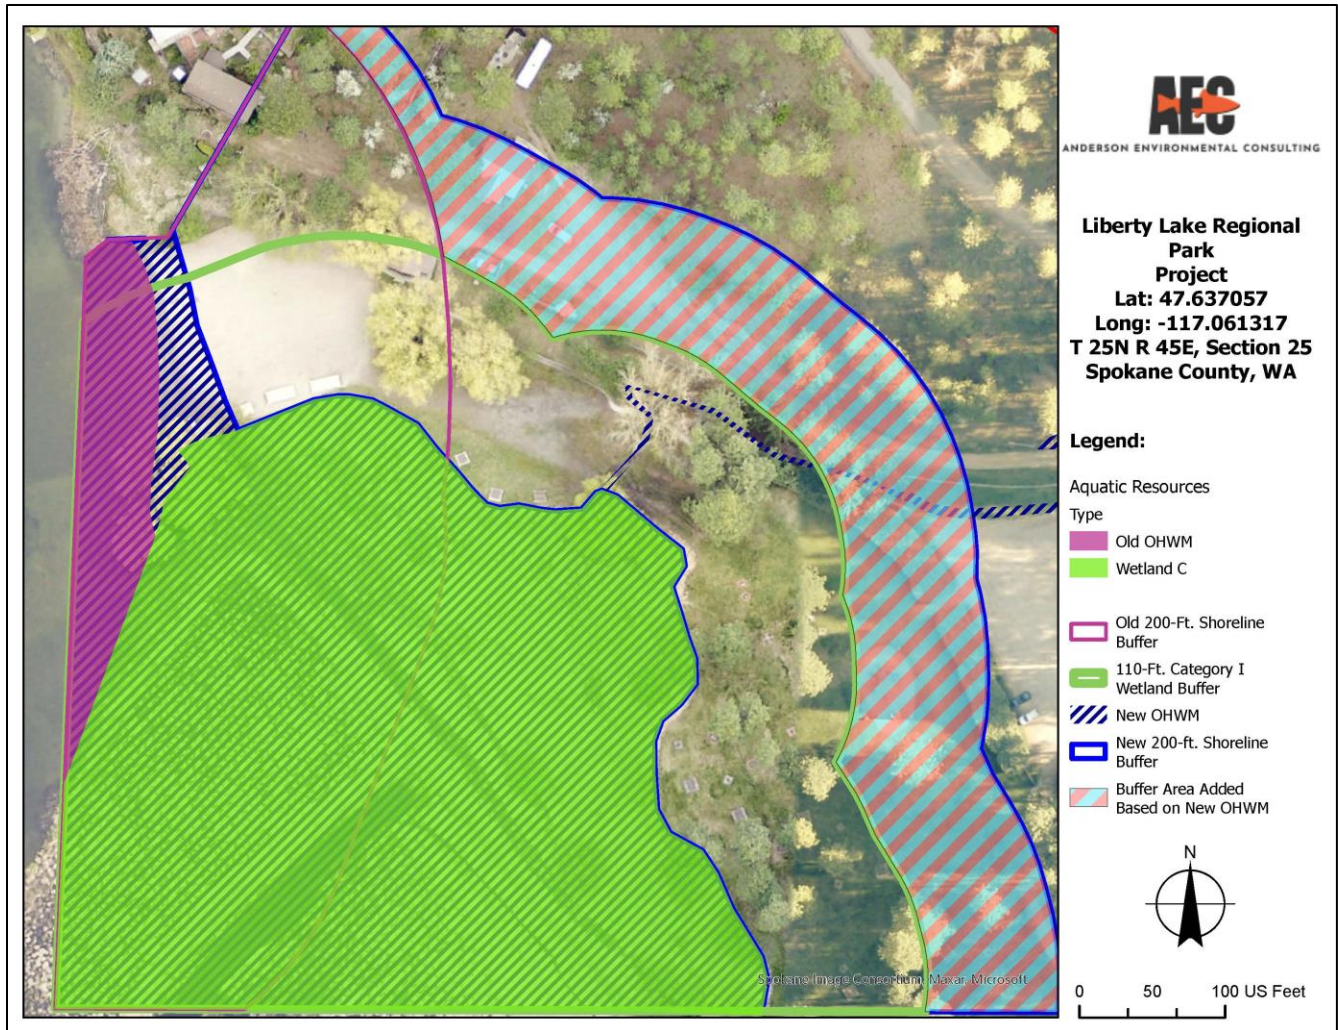 AEC
ANDERSON ENVIRONMENTAL CONSULTING
Liberty Lake Regional
Park
Project
Lat: 47.637057
Long: -117.061317
T 25N R 45E, Section 25
Spokane County, WA
Legend:
Aquatic Resources
Type
Old OHWM
Wetland C
Old 200-Ft. Shoreline
Buffer
110-Ft. Category I
Wetland Buffer
New OHWM
New 200-ft. Shoreline
Buffer
Buffer Area Added
Based on New OHWM
N
Spokane Image Consortium, Maxar, Microsoft
0 50 100 US Feet